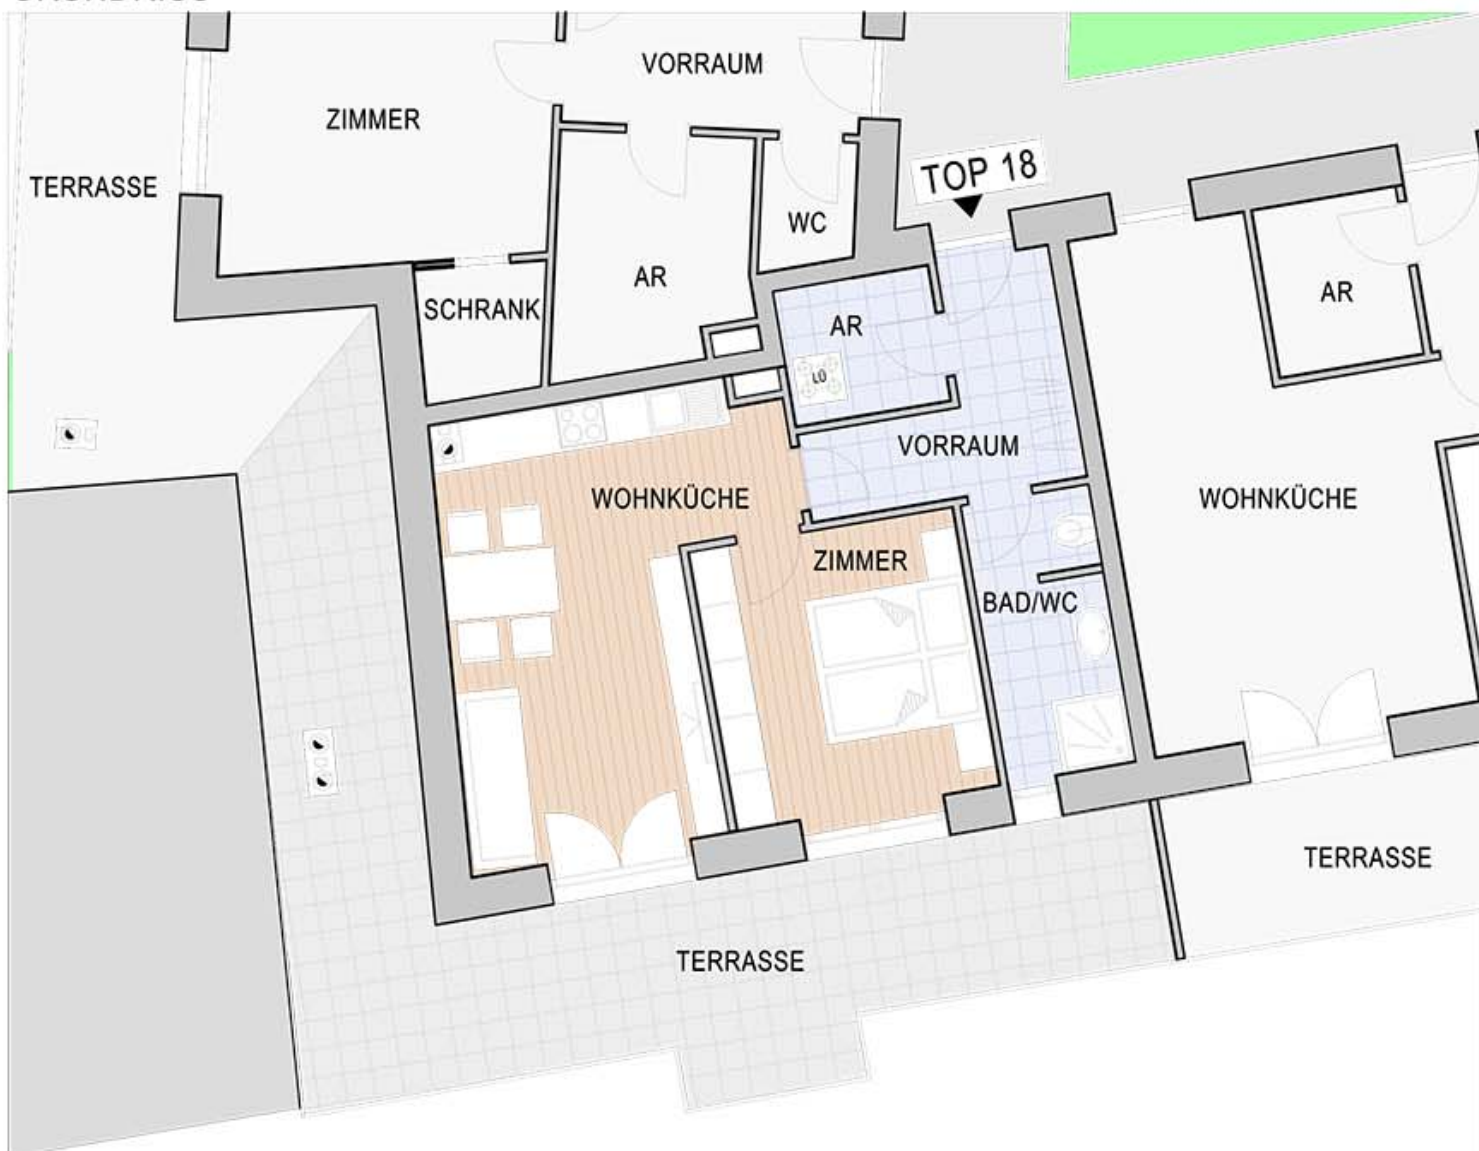 VORRAUM
ZIMMER
TERRASSE
TOP 18
WC
AR
AR
SCHRANK
AR
LÜ
VORRAUM
WOHNKÜCHE
WOHNKÜCHE
ZIMMER
BAD/WC
TERRASSE
TERRASSE